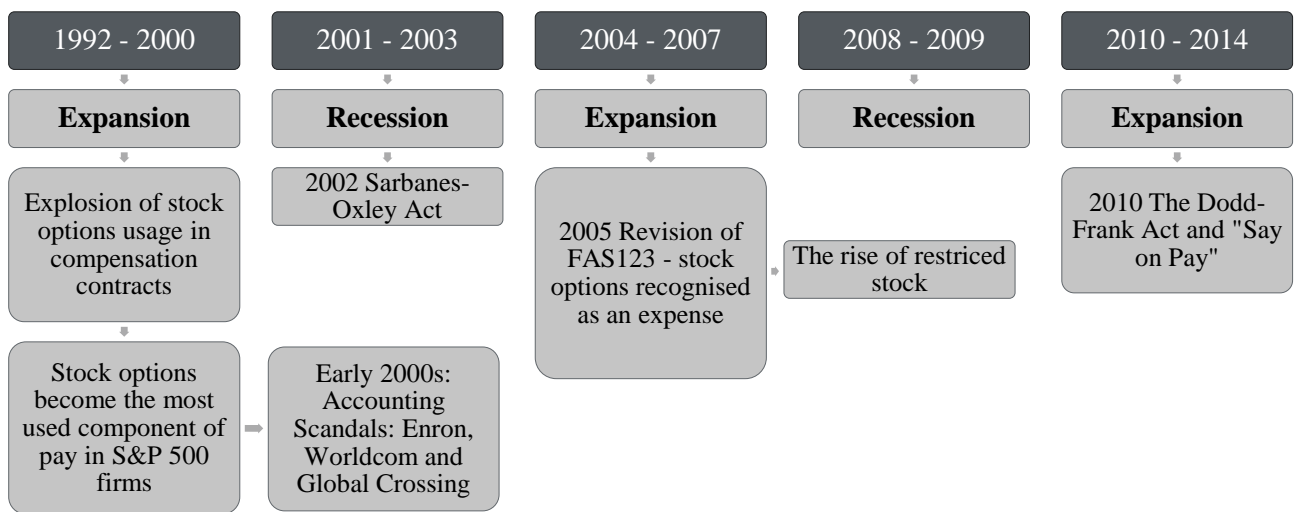 1992 - 2000
Expansion
Explosion of stock
options usage in
compensation
contracts
Stock options
become the most
used component of
pay in S&P 500
firms
2001 - 2003
Recession
2002 Sarbanes-
Oxley Act
Early 2000s:
Accounting
Scandals: Enron,
Worldcom and
Global Crossing
2004 - 2007
Expansion
2005 Revision of
FAS123 - stock
options recognised
as an expense
2008 - 2009
Recession
The rise of restriced
stock
2010 - 2014
Expansion
2010 The Dodd-
Frank Act and "Say
on Pay"